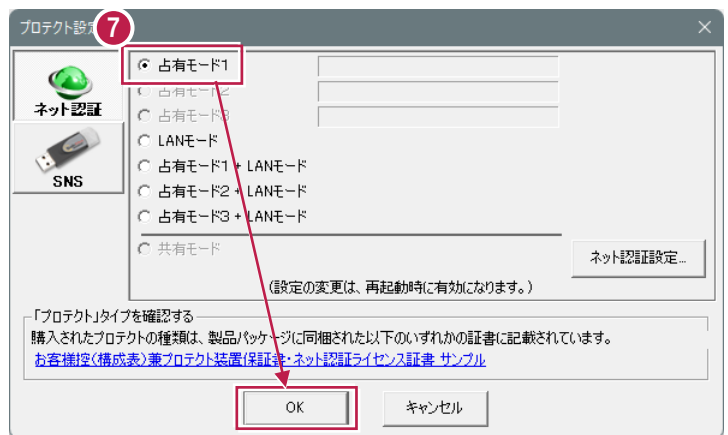 プロテクト設定
7
×
ネット認証
SNS
占有モード1
占有モード2
占有モード3
LANモード
占有モード1 + LANモード
占有モード2 + LANモード
占有モード3 + LANモード
共有モード
ネット認証設定...
(設定の変更は、再起動時に有効になります。)
「プロテクト」タイプを確認する
購入されたプロテクトの種類は、製品パッケージに同梱された以下のいずれかの証書に記載されています。
お客様控(構成表)兼プロテクト装置保証書・ネット認証ライセンス証書 サンプル
OK
キャンセル